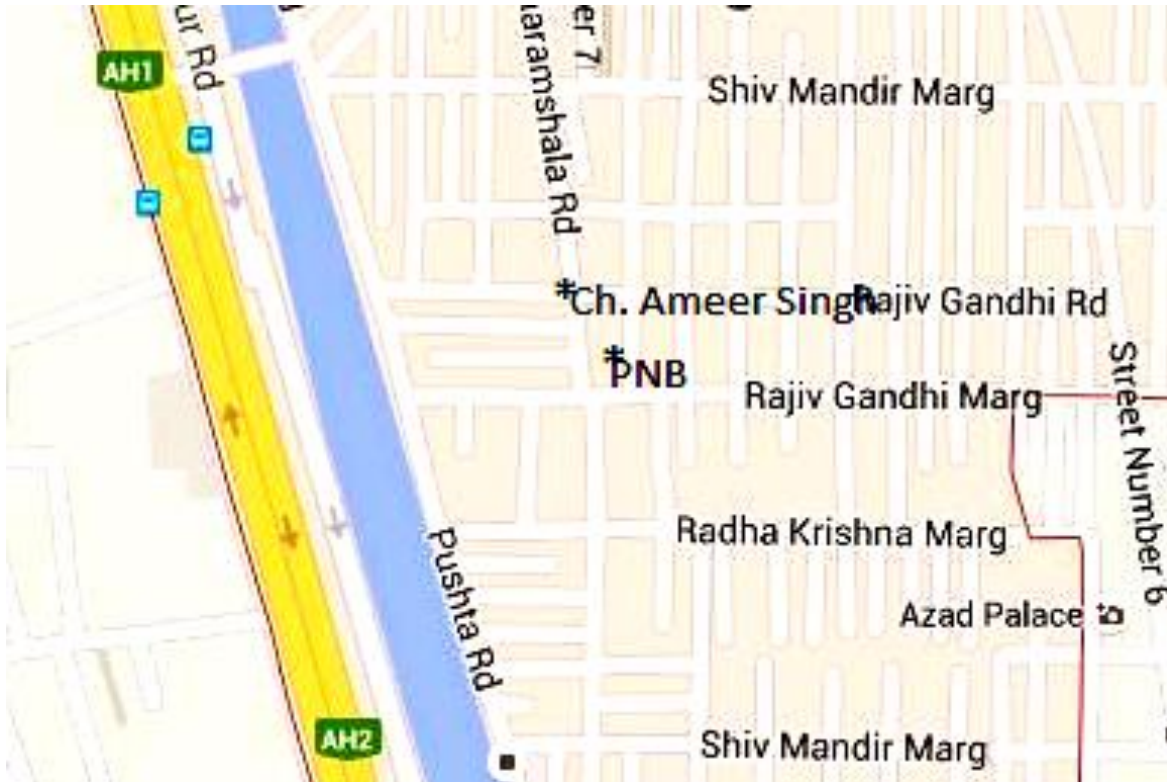 ur Rd
er 7
AH1
Shiv Mandir Marg
aramshala Rd
*Ch. Ameer Singh
Rajiv Gandhi Rd
*PNB
Rajiv Gandhi Marg
Street Number 6
Radha Krishna Marg
Pushta Rd
Azad Palace
AH2
Shiv Mandir Marg